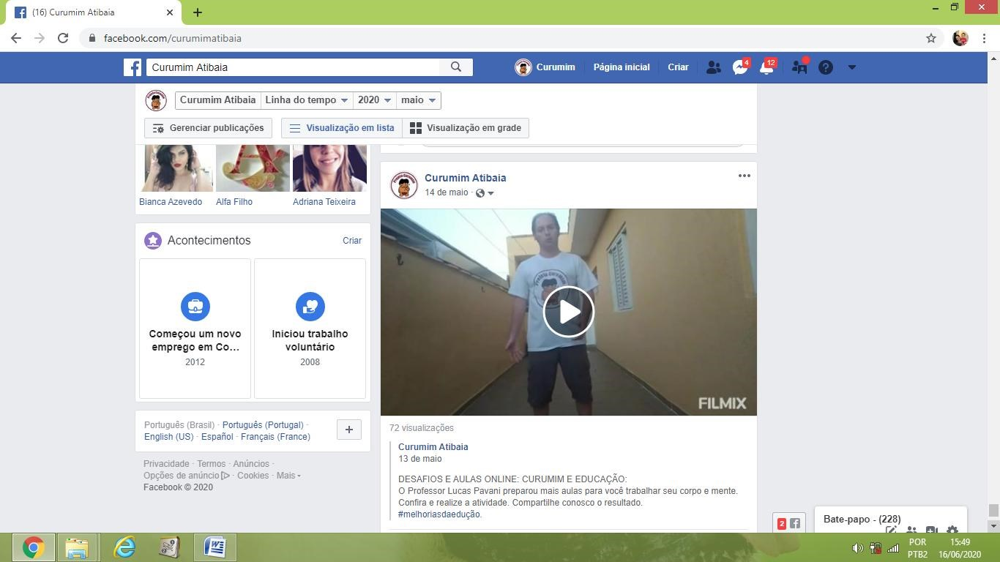 (16) Curumim Atibaia
facebook.com/curumimatibaia
Curumim Atibaia
Curumim
Página inicial
Criar
4
12
Curumim Atibaia
Linha do tempo
2020
maio
Gerenciar publicações
Visualização em lista
Visualização em grade
Bianca Azevedo
Alfa Filho
Adriana Teixeira
Acontecimentos
Criar
Começou um novo
emprego em Co...
2012
Iniciou trabalho
voluntário
2008
Português (Brasil) · Português (Portugal) ·
English (US) · Español · Français (France)
Privacidade · Termos · Anúncios ·
Opções de anúncio · Cookies · Mais
Facebook © 2020
Curumim Atibaia
14 de maio ·
Projeto Curumim
FILMIX
72 visualizações
Curumim Atibaia
13 de maio
DESAFIOS E AULAS ONLINE: CURUMIM E EDUCAÇÃO:
O Professor Lucas Pavani preparou mais aulas para você trabalhar seu corpo e mente.
Confira e realize a atividade. Compartilhe conosco o resultado.
#melhoriasdaedução.
2
Bate-papo - (228)
POR
PTB2
15:49
16/06/2020